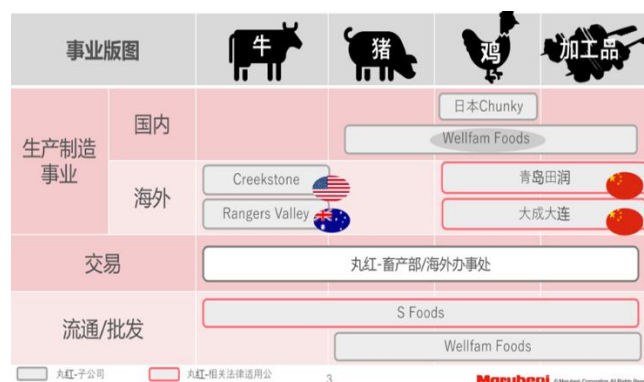 事业版图
牛
猪
鸡
加工品
生产制造
事业
国内
日本Chunky
Wellfam Foods
海外
Creekstone
Rangers Valley
青岛田润
大成大连
交易
丸红-畜产部/海外办事处
流通/批发
S Foods
Wellfam Foods
丸红-子公司
丸红-相关法律适用公
3
Marubeni